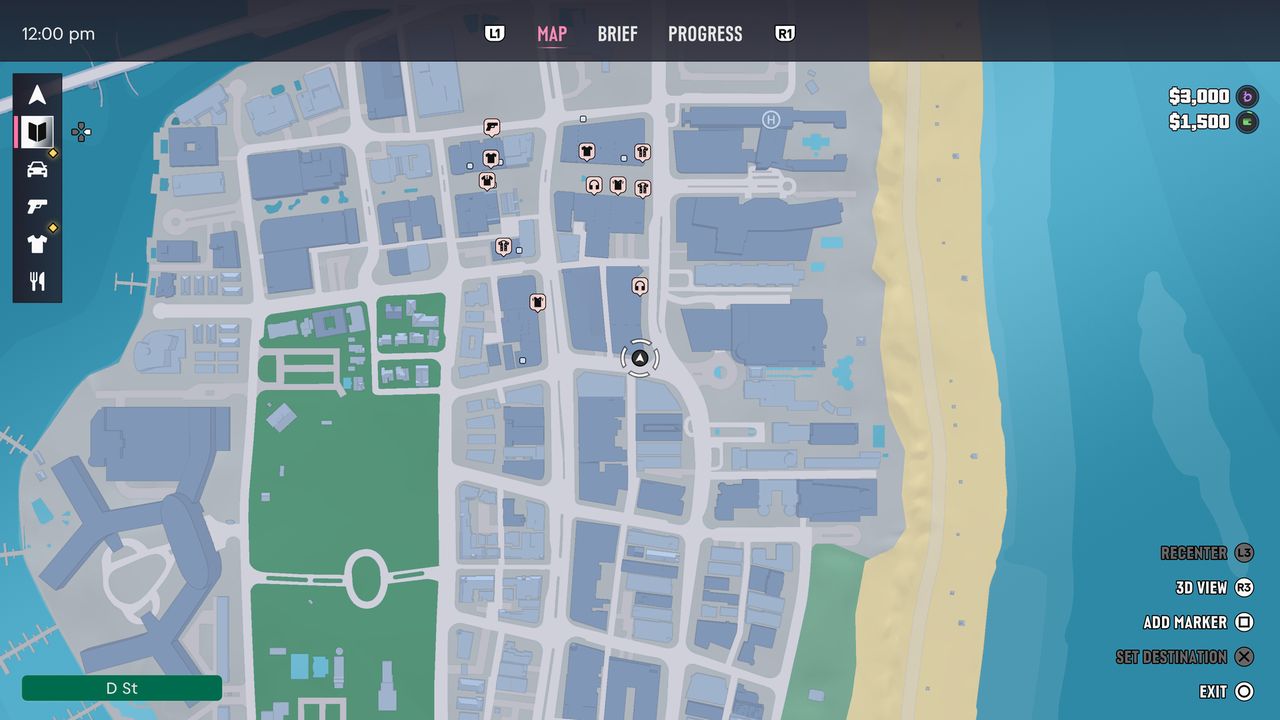 12:00 pm
L1 MAP BRIEF PROGRESS R1
$3,000
$1,500
H
RECENTER L3
3D VIEW R3
ADD MARKER
SET DESTINATION
EXIT
D St